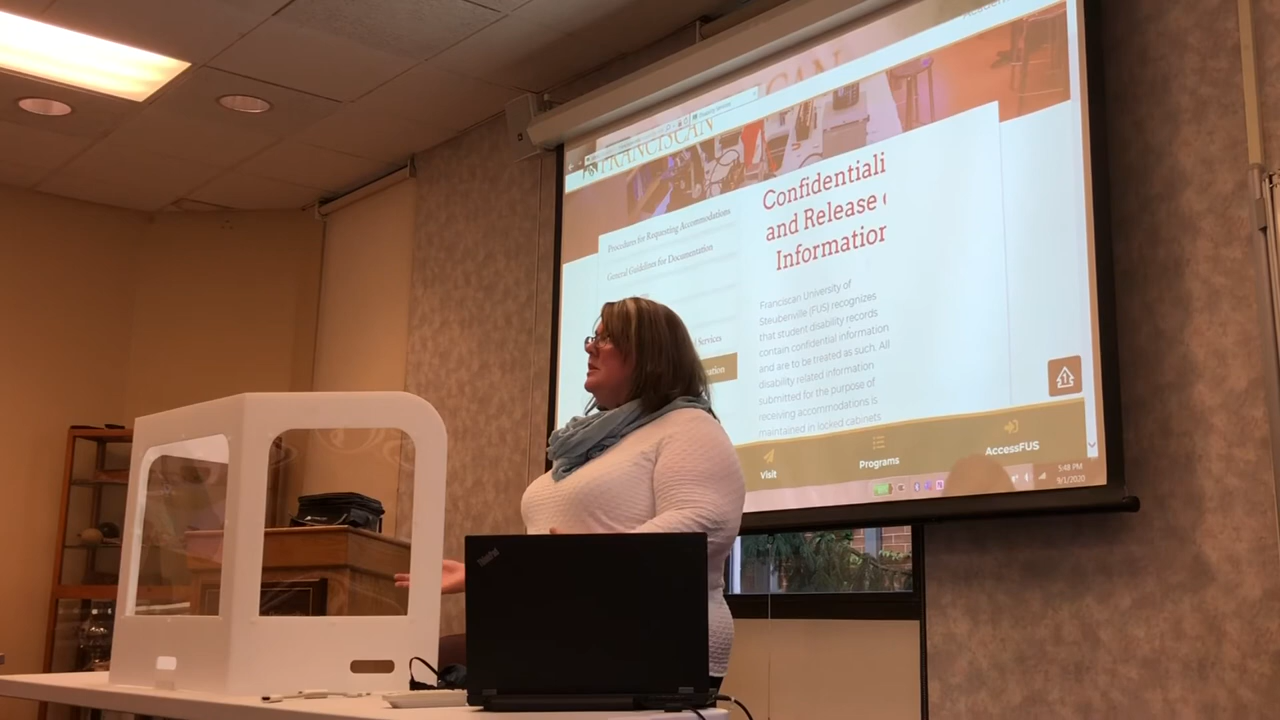 FRANCISCAN
Procedures for Requesting Accommodations
General Guidelines for Documentation
Services
Confidentiali
and Release
Information
Franciscan University of
Steubenville (FUS) recognizes
that student disability records
contain confidential information
and are to be treated as such. All
disability related information
submitted for the purpose of
receiving accommodations is
maintained in locked cabinets
Visit
Programs
AccessFUS
5:48 PM
9/1/2020
ThinkPad